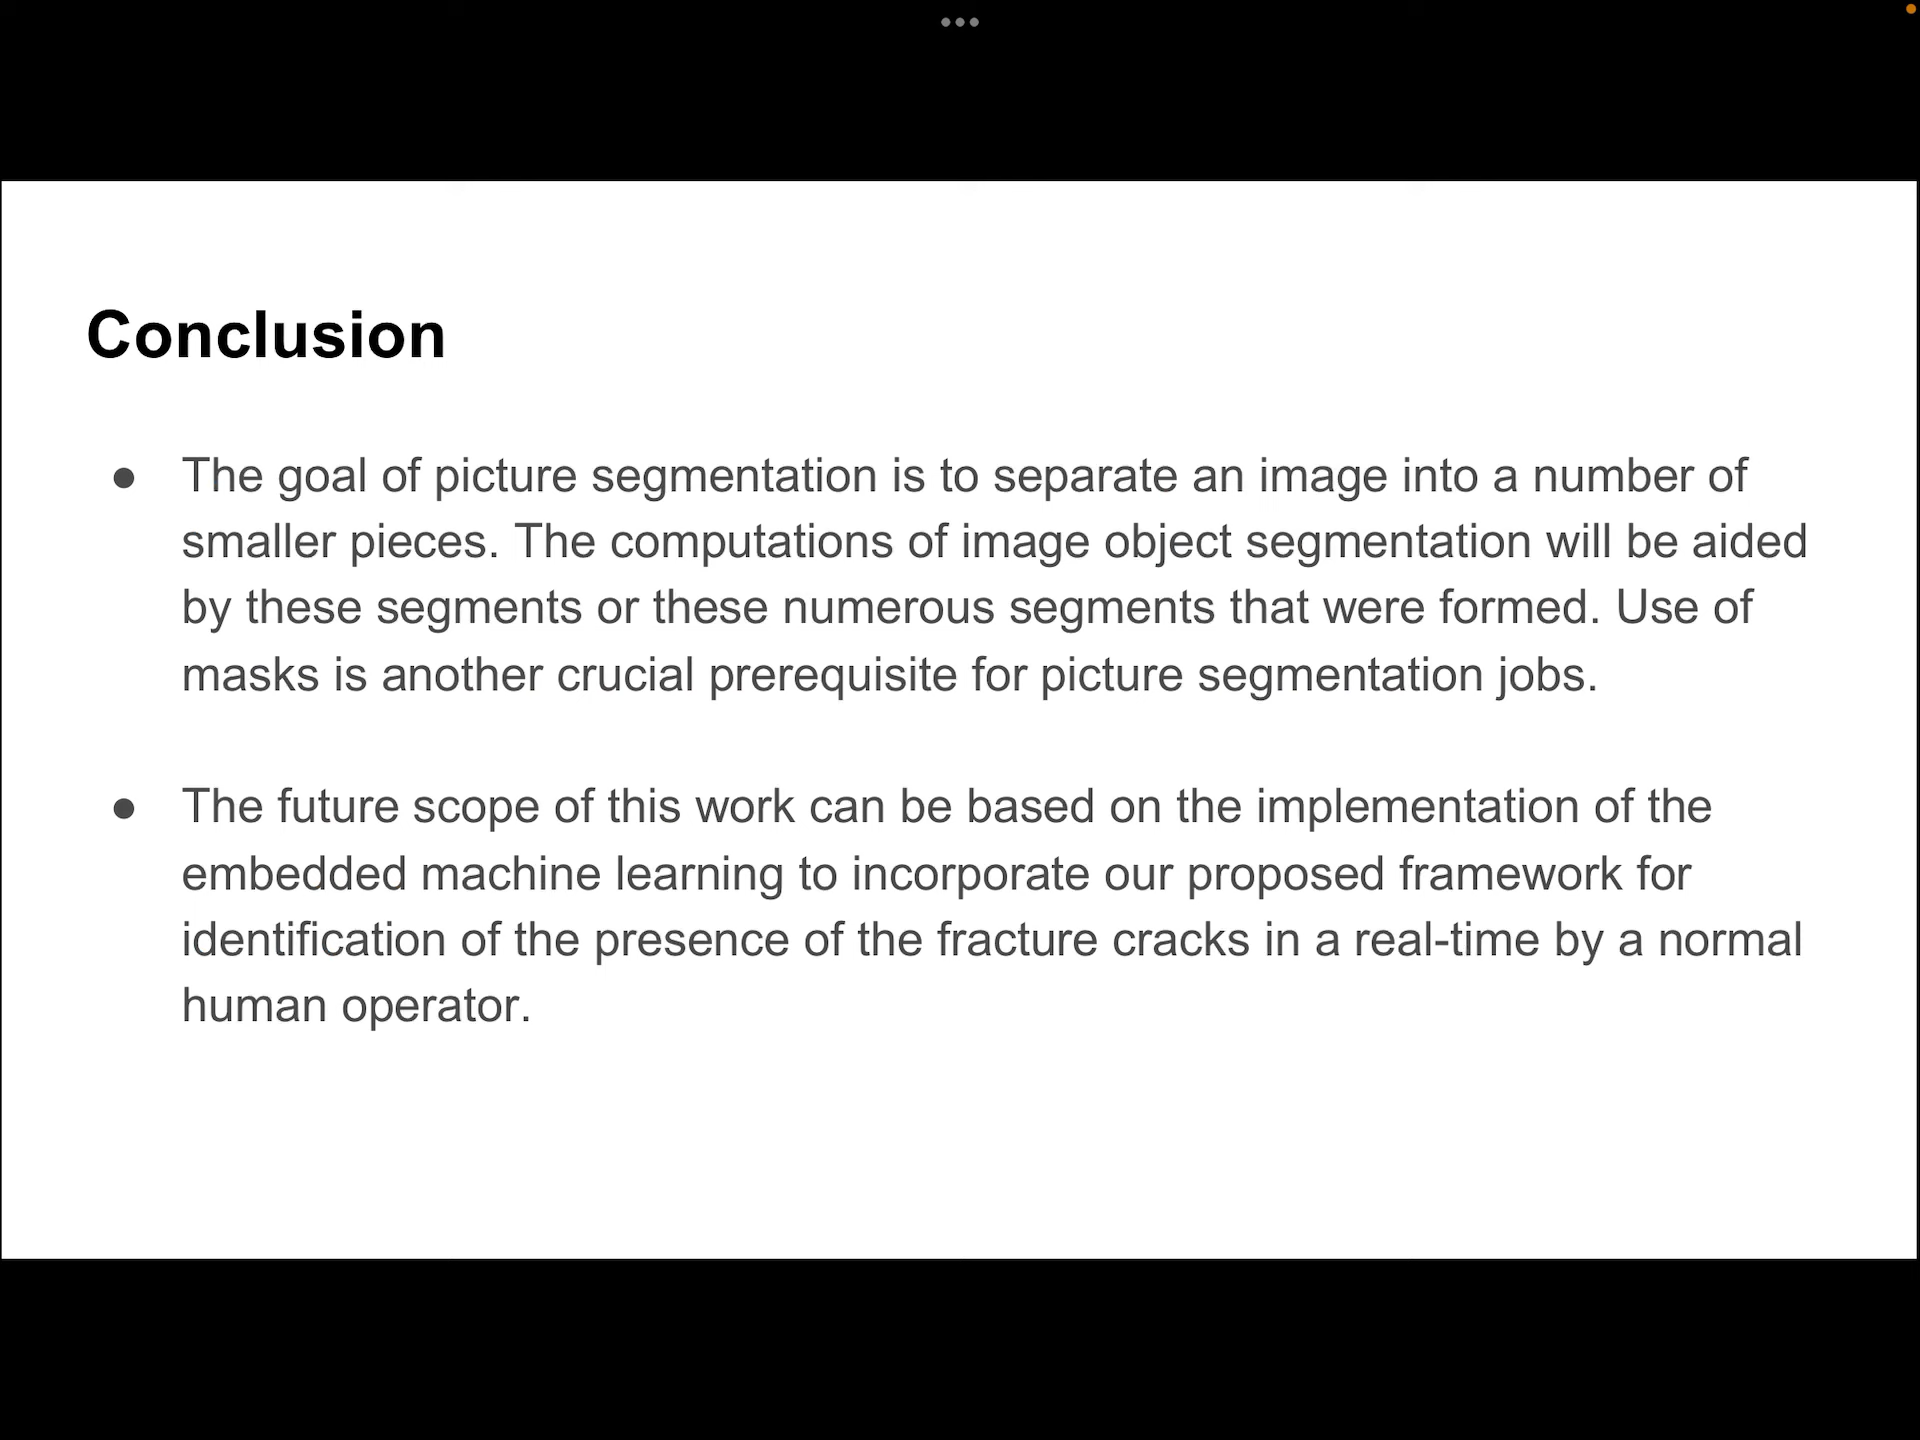 Conclusion
● The goal of picture segmentation is to separate an image into a number of
smaller pieces. The computations of image object segmentation will be aided
by these segments or these numerous segments that were formed. Use of
masks is another crucial prerequisite for picture segmentation jobs.
● The future scope of this work can be based on the implementation of the
embedded machine learning to incorporate our proposed framework for
identification of the presence of the fracture cracks in a real-time by a normal
human operator.